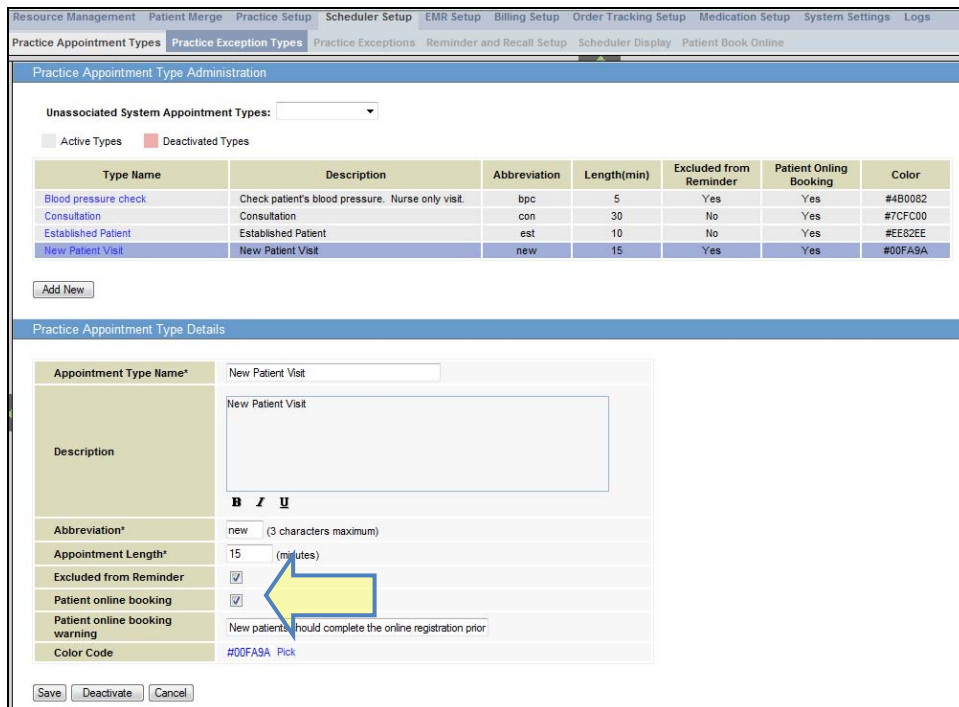 Resource Management Patient Merge Practice Setup Scheduler Setup EMR Setup Billing Setup Order Tracking Setup Medication Setup System Settings Logs
Practice Appointment Types Practice Exception Types Practice Exceptions Reminder and Recall Setup Scheduler Display Patient Book Online
Practice Appointment Type Administration
Unassociated System Appointment Types:
Active Types Deactivated Types
Type Name Description Abbreviation Length(min) Excluded from Reminder Patient Onling Booking Color
Blood pressure check Check patient's blood pressure. Nurse only visit. bpc 5 Yes Yes #4B0082
Consultation Consultation con 30 No Yes #7CFC00
Established Patient Established Patient est 10 No Yes #EE82EE
New Patient Visit New Patient Visit new 15 Yes Yes #00FA9A
Add New
Practice Appointment Type Details
Appointment Type Name* New Patient Visit
Description New Patient Visit
B I U
Abbreviation* new (3 characters maximum)
Appointment Length* 15 (minutes)
Excluded from Reminder
Patient online booking
Patient online booking warning New patients should complete the online registration prior
Color Code #00FA9A Pick
Save Deactivate Cancel